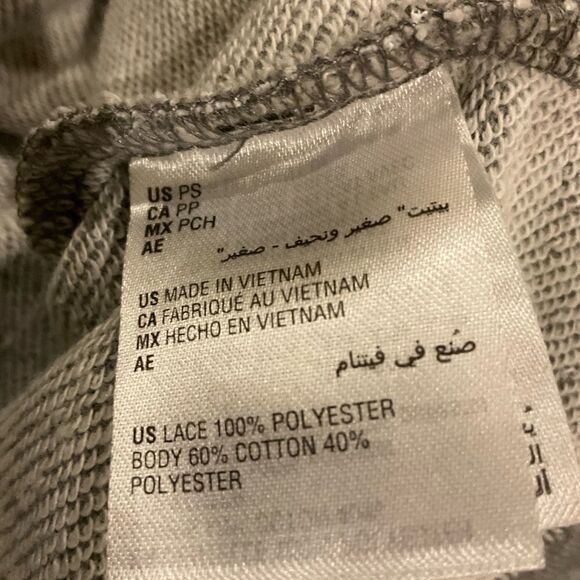 US PS
CA PP
MX PCH
AE
بيتيت" صغير ونحيف - صغير"
US MADE IN VIETNAM
CA FABRIQUÉ AU VIETNAM
MX HECHO EN VIETNAM
AE
صُنع في فيتنام
US LACE 100% POLYESTER
BODY 60% COTTON 40%
POLYESTER